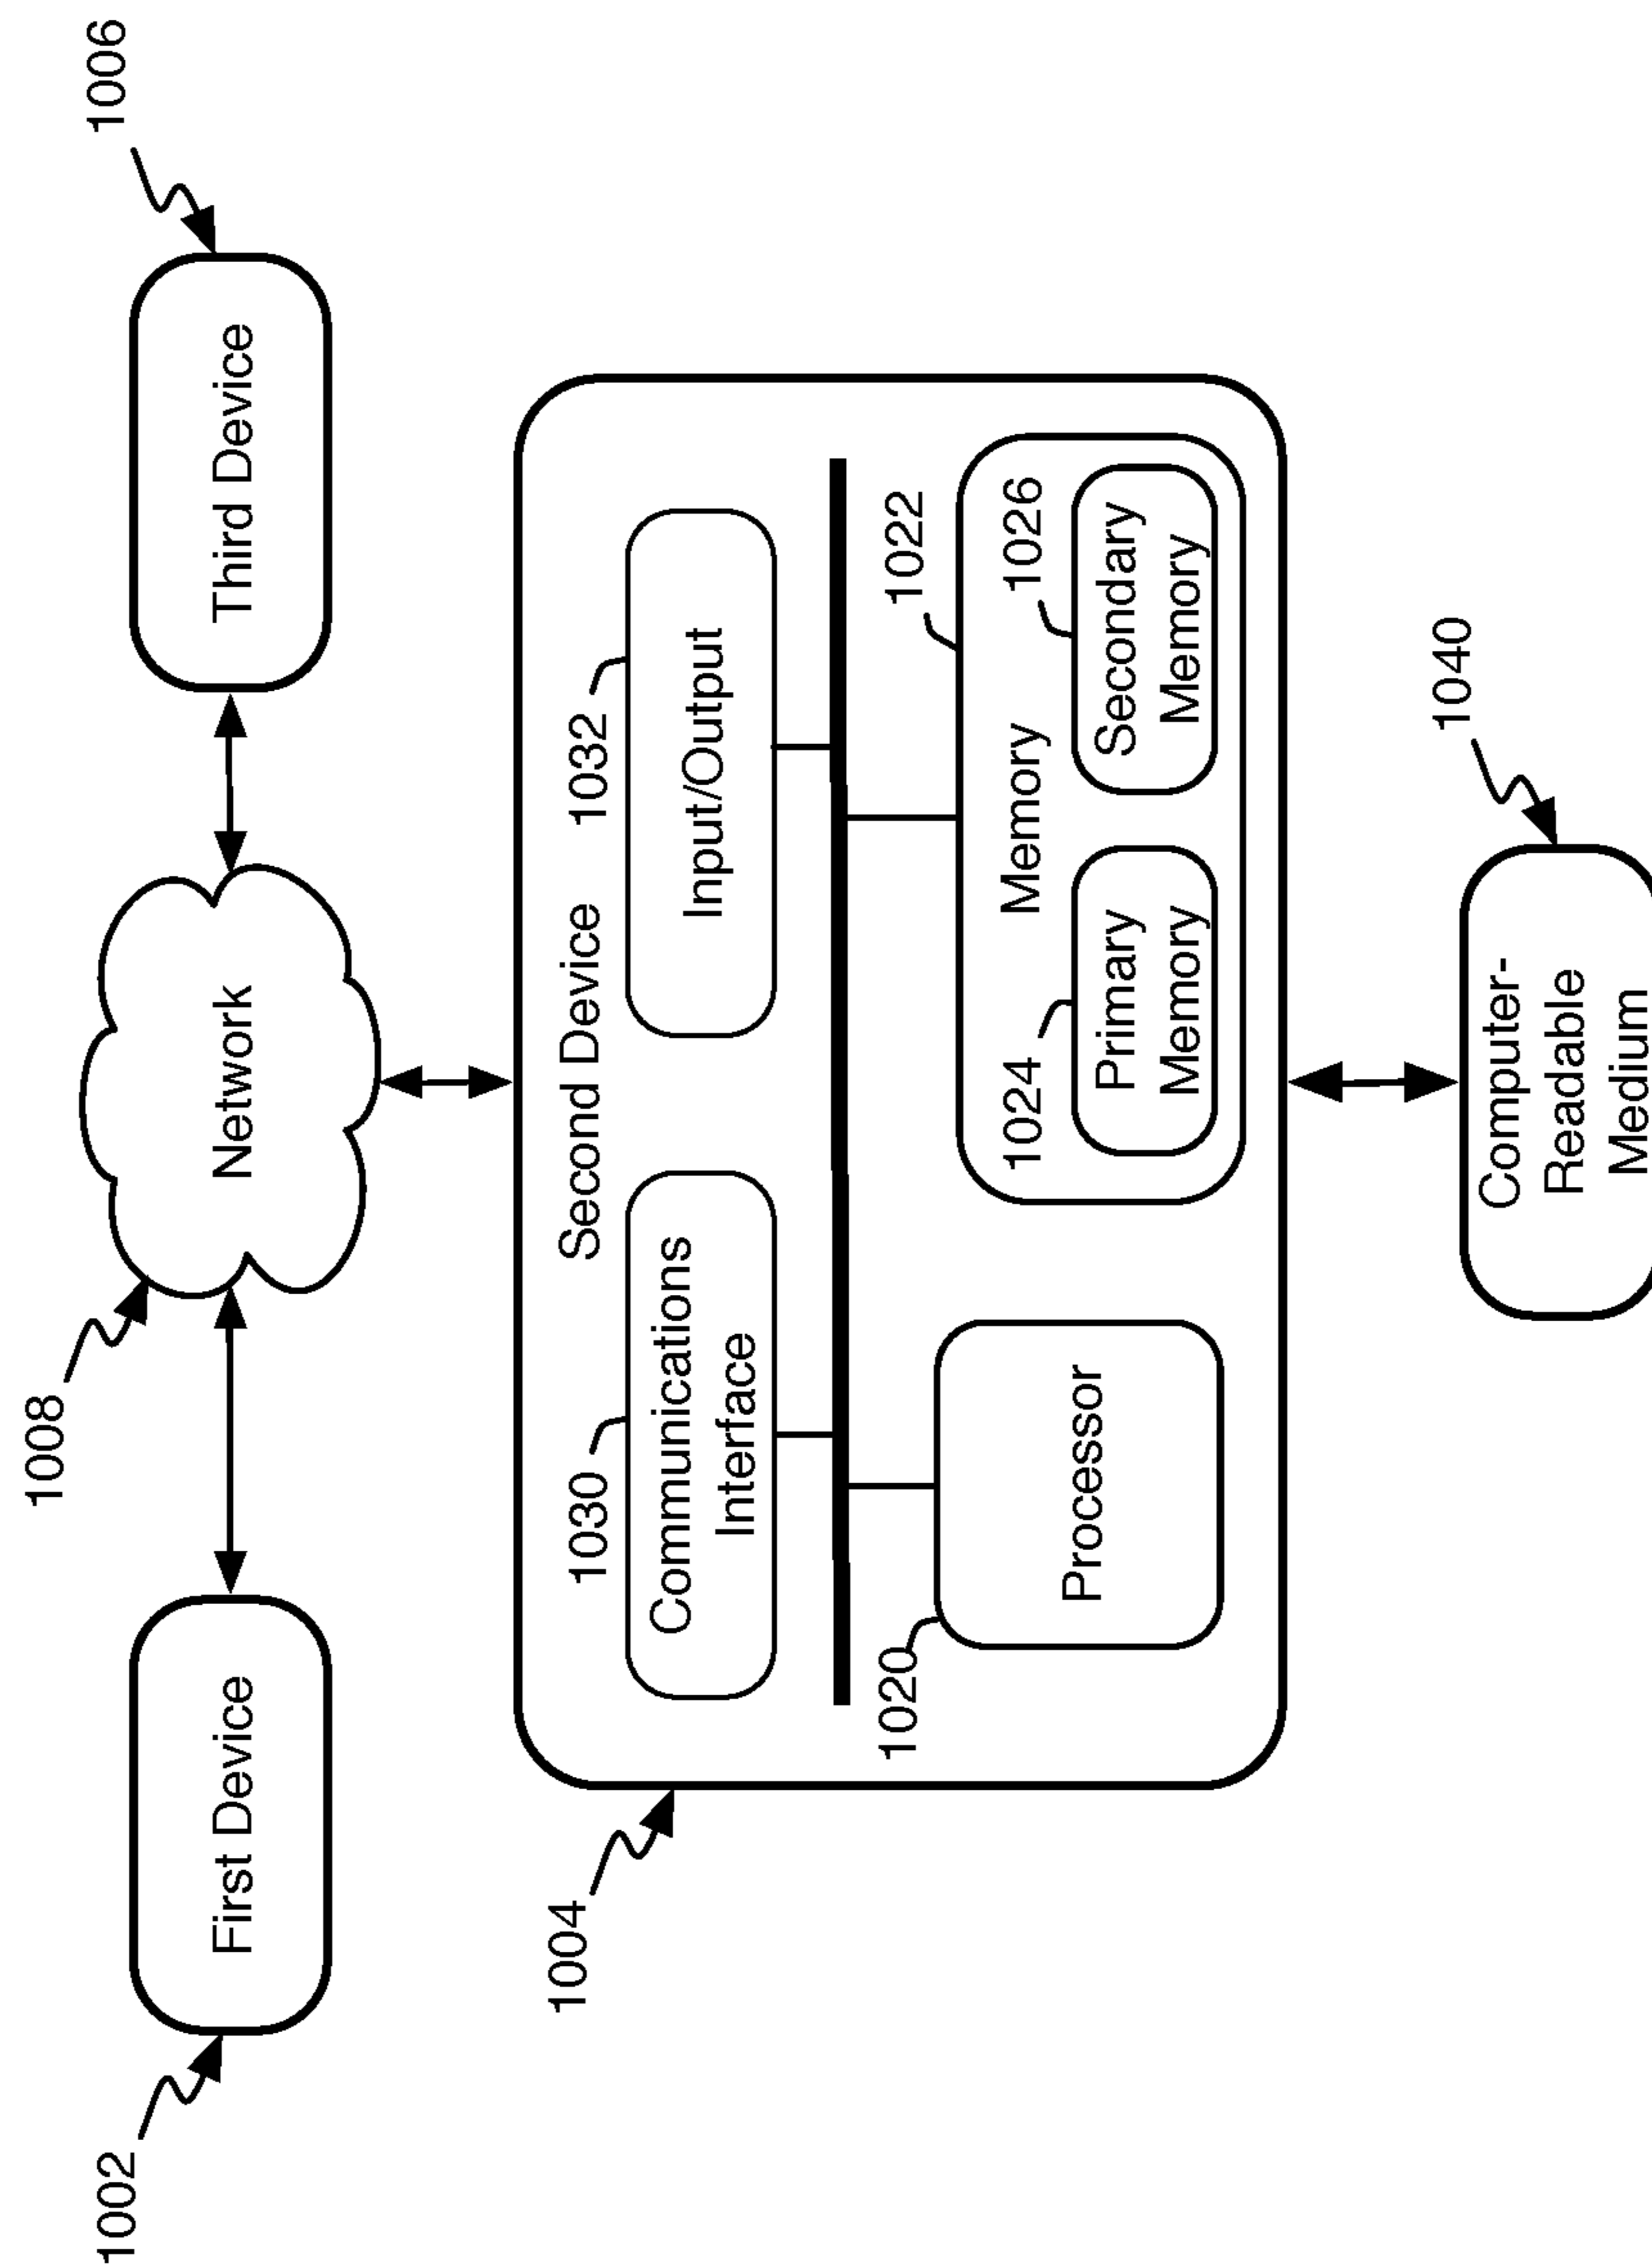 1002
First Device
1008
Network
Third Device
1006
1004
Second Device
1030
Communications
Interface
1032
Input/Output
1020
Processor
1022
Memory
1024
Primary
Memory
1026
Secondary
Memory
1040
Computer-
Readable
Medium